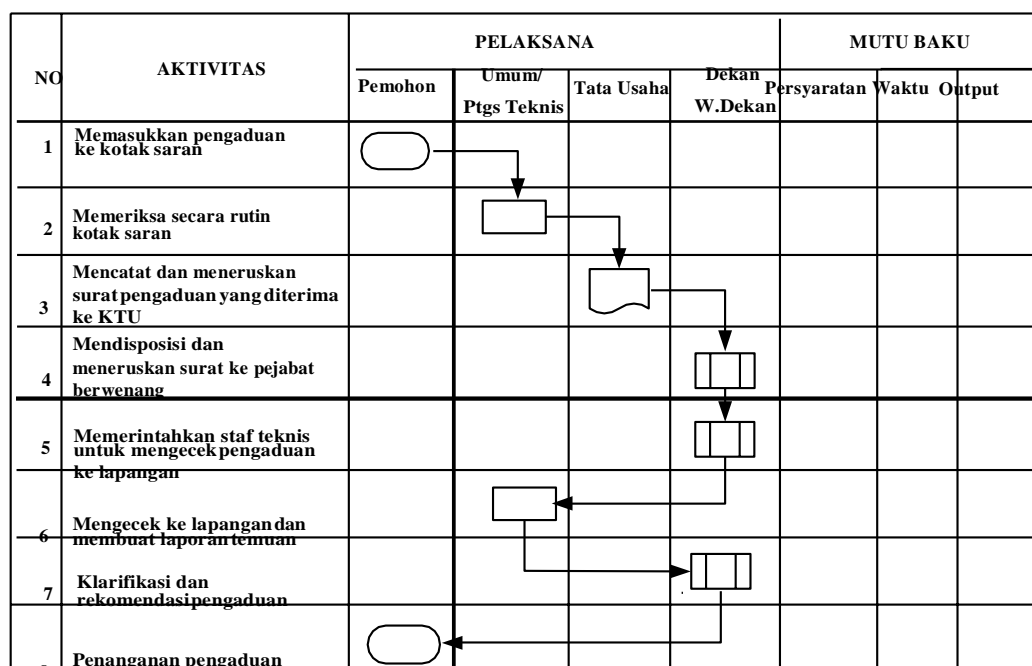 PELAKSANA
MUTU BAKU
NO
AKTIVITAS
Pemohon
Umum/
Ptgs Teknis
Tata Usaha
Dekan
W.Dekan
Persyaratan
Waktu
Output
1
Memasukkan pengaduan
ke kotak saran
2
Memeriksa secara rutin
kotak saran
3
Mencatat dan meneruskan
surat pengaduan yang diterima
ke KTU
4
Mendisposisi dan
meneruskan surat ke pejabat
berwenang
5
Memerintahkan staf teknis
untuk mengecek pengaduan
ke lapangan
6
Mengecek ke lapangan dan
membuat laporan temuan
7
Klarifikasi dan
rekomendasi pengaduan
Penanganan pengaduan